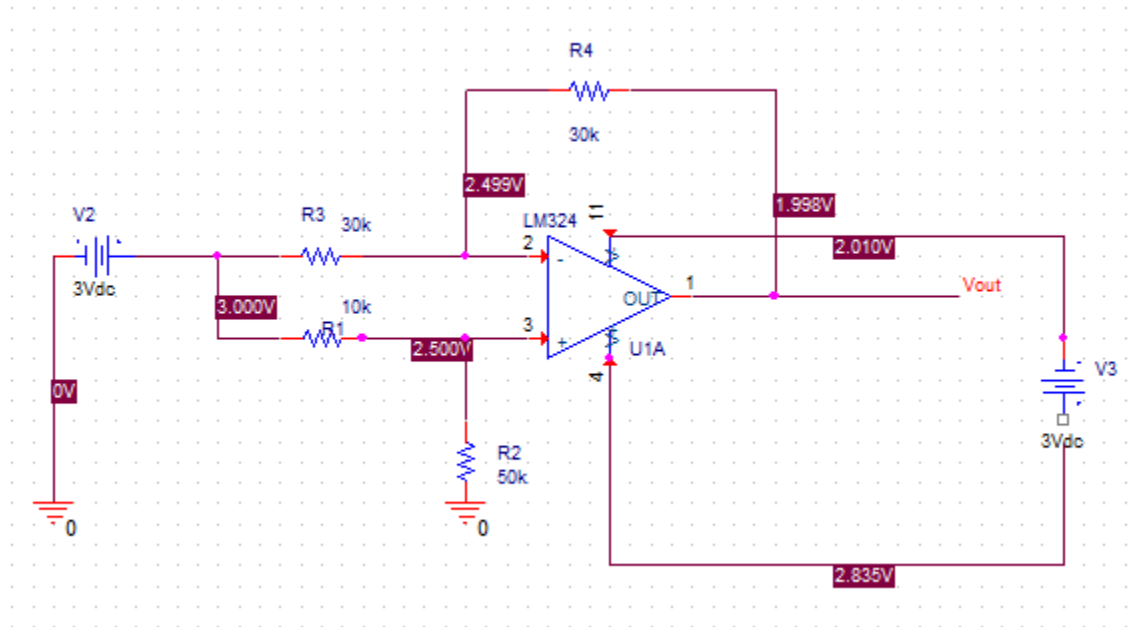 R4
30k
2.499V
1.998V
11
V2
R3
30k
LM324
2
-
2.010V
3Vdc
1
OUT
Vout
3.000V
10k
R1
3
+
2.500V
U1A
4
V3
0V
3Vdc
R2
50k
0
0
2.835V